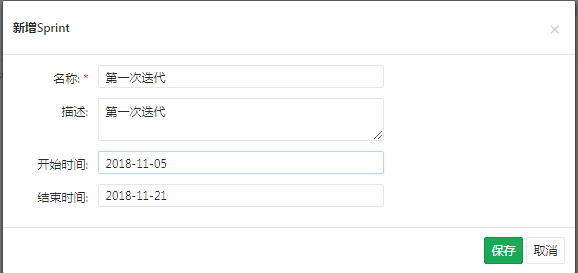 新增Sprint
×
名称: * 第一次迭代
描述: 第一次迭代
开始时间: 2018-11-05
结束时间: 2018-11-21
保存 取消